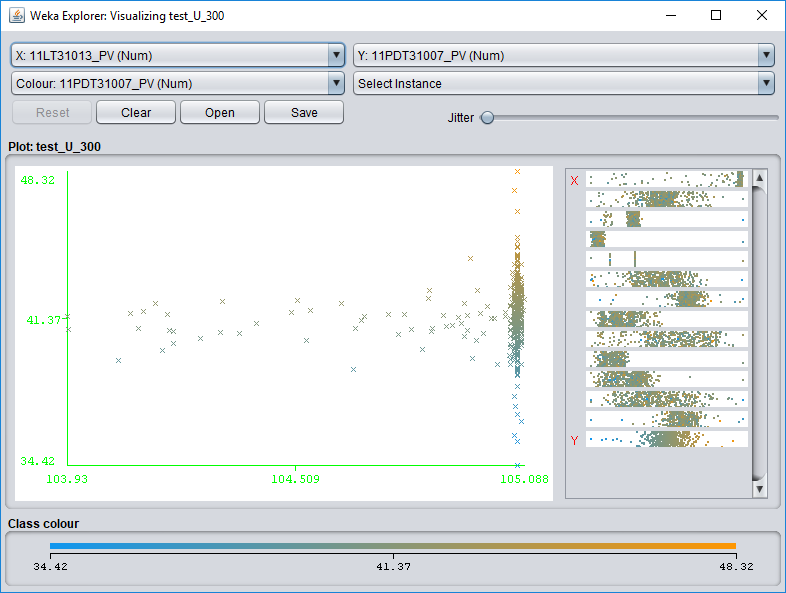 Weka Explorer: Visualizing test_U_300
X: 11LT31013_PV (Num)
Y: 11PDT31007_PV (Num)
Colour: 11PDT31007_PV (Num)
Select Instance
Reset
Clear
Open
Save
Jitter
Plot: test_U_300
48.32
41.37
34.42
103.93
104.509
105.088
X
Y
Class colour
34.42
41.37
48.32